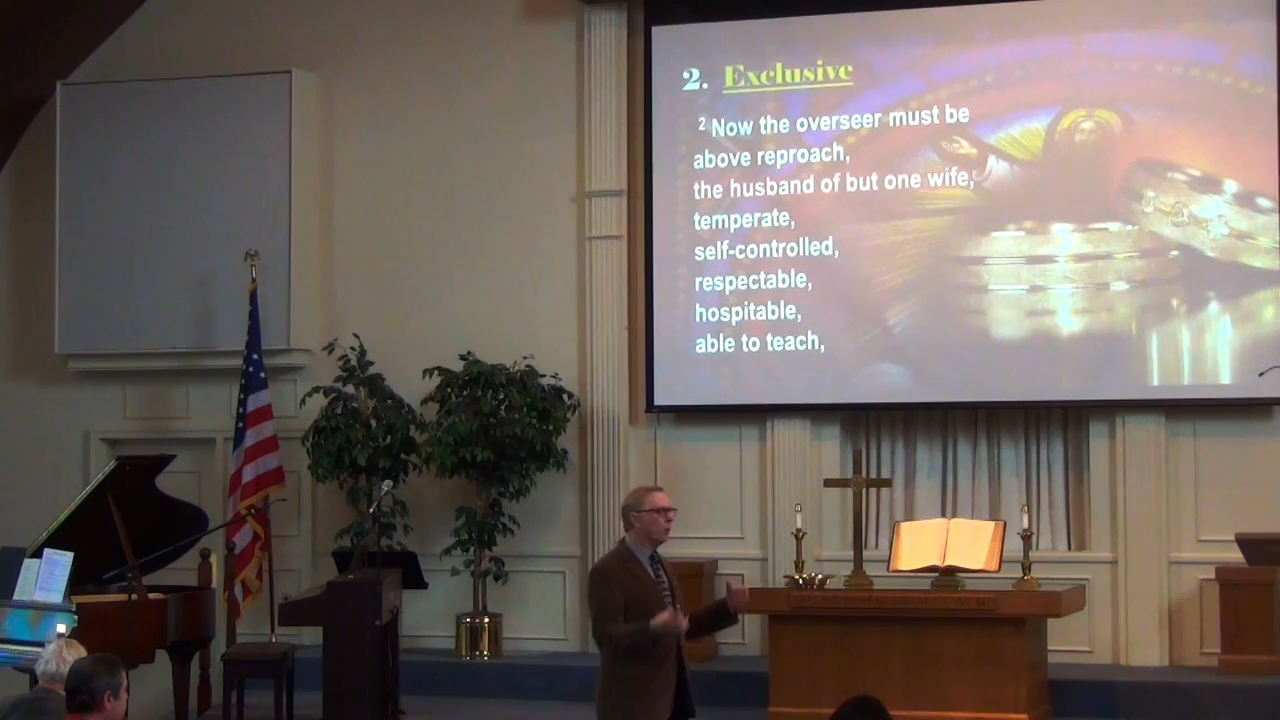 2. Exclusive
2 Now the overseer must be
above reproach,
the husband of but one wife,
temperate,
self-controlled,
respectable,
hospitable,
able to teach,